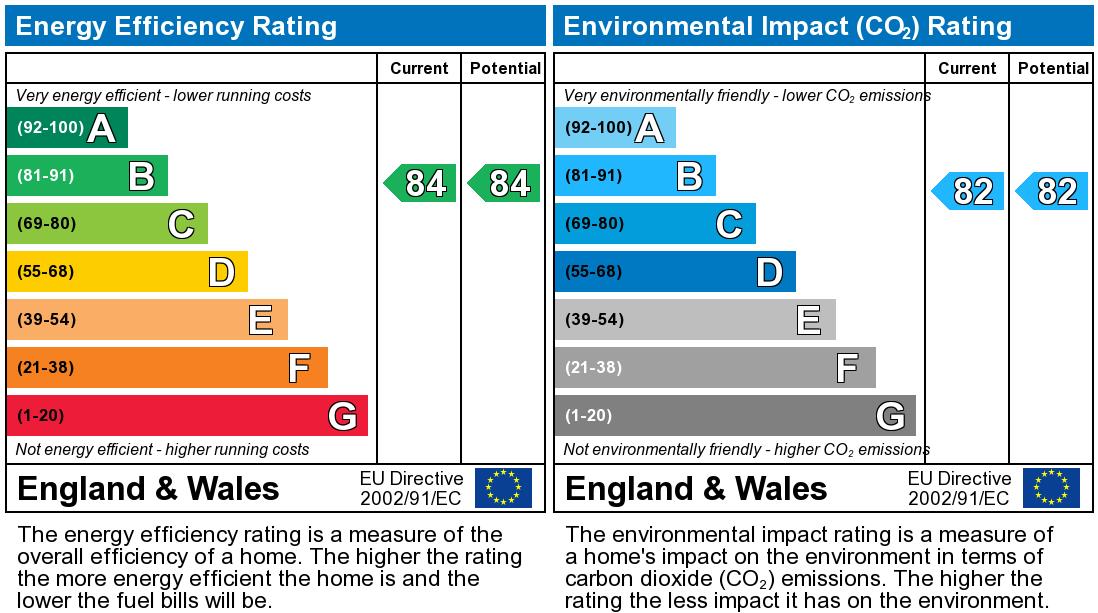 Energy Efficiency Rating
Current Potential
Very energy efficient - lower running costs
(92-100) A
(81-91) B
84 84
(69-80) C
(55-68) D
(39-54) E
(21-38) F
(1-20) G
Not energy efficient - higher running costs
England & Wales
EU Directive
2002/91/EC
The energy efficiency rating is a measure of the
overall efficiency of a home. The higher the rating
the more energy efficient the home is and the
lower the fuel bills will be.
Environmental Impact (CO₂) Rating
Current Potential
Very environmentally friendly - lower CO₂ emissions
(92-100) A
(81-91) B
82 82
(69-80) C
(55-68) D
(39-54) E
(21-38) F
(1-20) G
Not environmentally friendly - higher CO₂ emissions
England & Wales
EU Directive
2002/91/EC
The environmental impact rating is a measure of
a home's impact on the environment in terms of
carbon dioxide (CO₂) emissions. The higher the
rating the less impact it has on the environment.